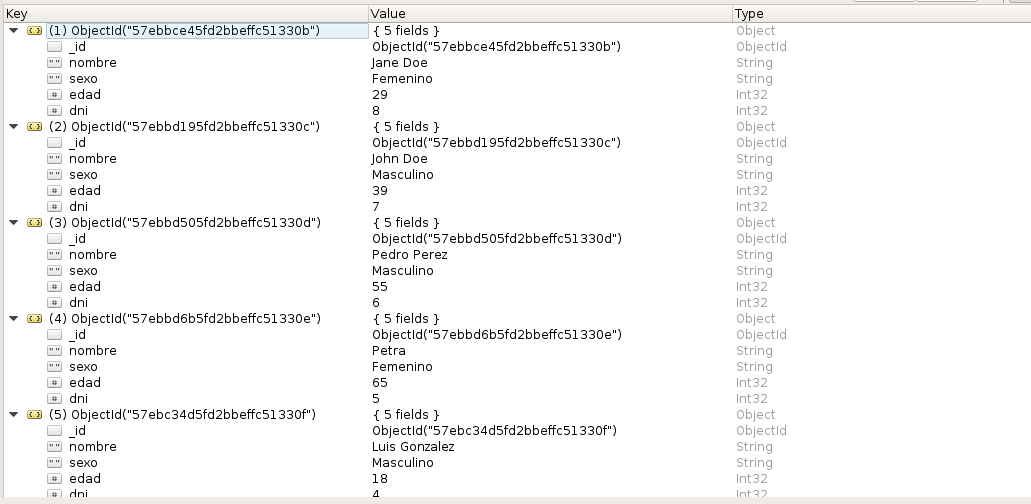 Key Value Type
(1) ObjectId("57ebbce45fd2bbeffc51330b") { 5 fields } Object
_id ObjectId("57ebbce45fd2bbeffc51330b") ObjectId
"" nombre Jane Doe String
"" sexo Femenino String
# edad 29 Int32
# dni 8 Int32
(2) ObjectId("57ebbd195fd2bbeffc51330c") { 5 fields } Object
_id ObjectId("57ebbd195fd2bbeffc51330c") ObjectId
"" nombre John Doe String
"" sexo Masculino String
# edad 39 Int32
# dni 7 Int32
(3) ObjectId("57ebbd505fd2bbeffc51330d") { 5 fields } Object
_id ObjectId("57ebbd505fd2bbeffc51330d") ObjectId
"" nombre Pedro Perez String
"" sexo Masculino String
# edad 55 Int32
# dni 6 Int32
(4) ObjectId("57ebbd6b5fd2bbeffc51330e") { 5 fields } Object
_id ObjectId("57ebbd6b5fd2bbeffc51330e") ObjectId
"" nombre Petra String
"" sexo Femenino String
# edad 65 Int32
# dni 5 Int32
(5) ObjectId("57ebc34d5fd2bbeffc51330f") { 5 fields } Object
_id ObjectId("57ebc34d5fd2bbeffc51330f") ObjectId
"" nombre Luis Gonzalez String
"" sexo Masculino String
# edad 18 Int32
# dni 4 Int32